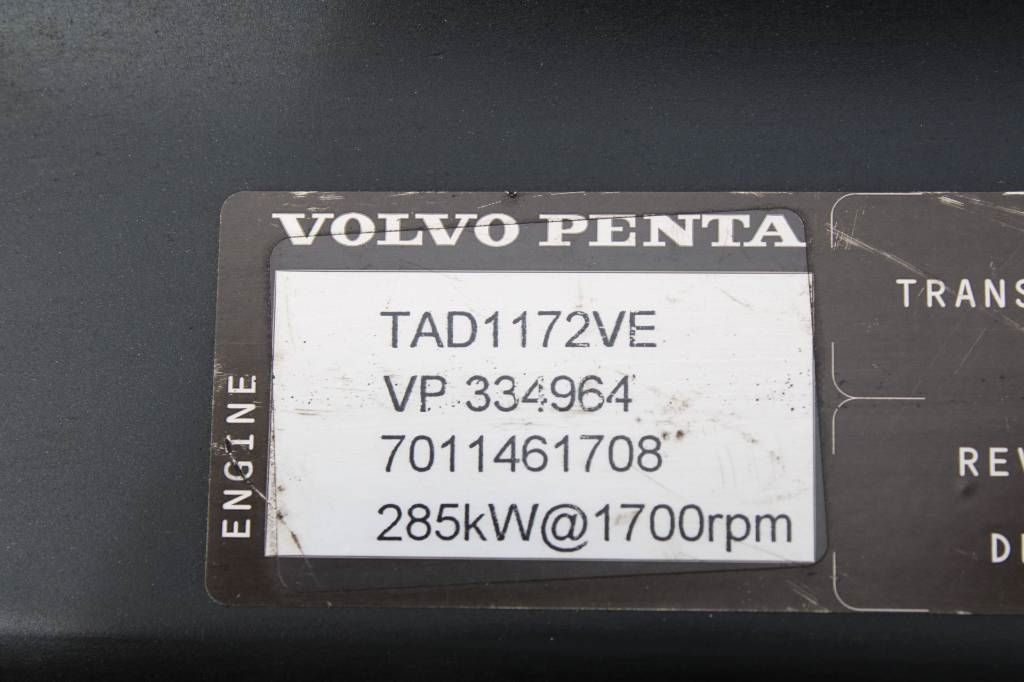 VOLVO PENTA
ENGINE
TAD1172VE
VP 334964
7011461708
285kW@1700rpm
TRANS
REV